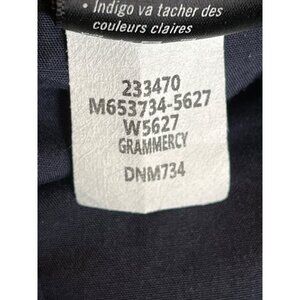 • Indigo va tacher des
couleurs claires
233470
M653734-5627
W5627
GRAMMERCY
DNM734